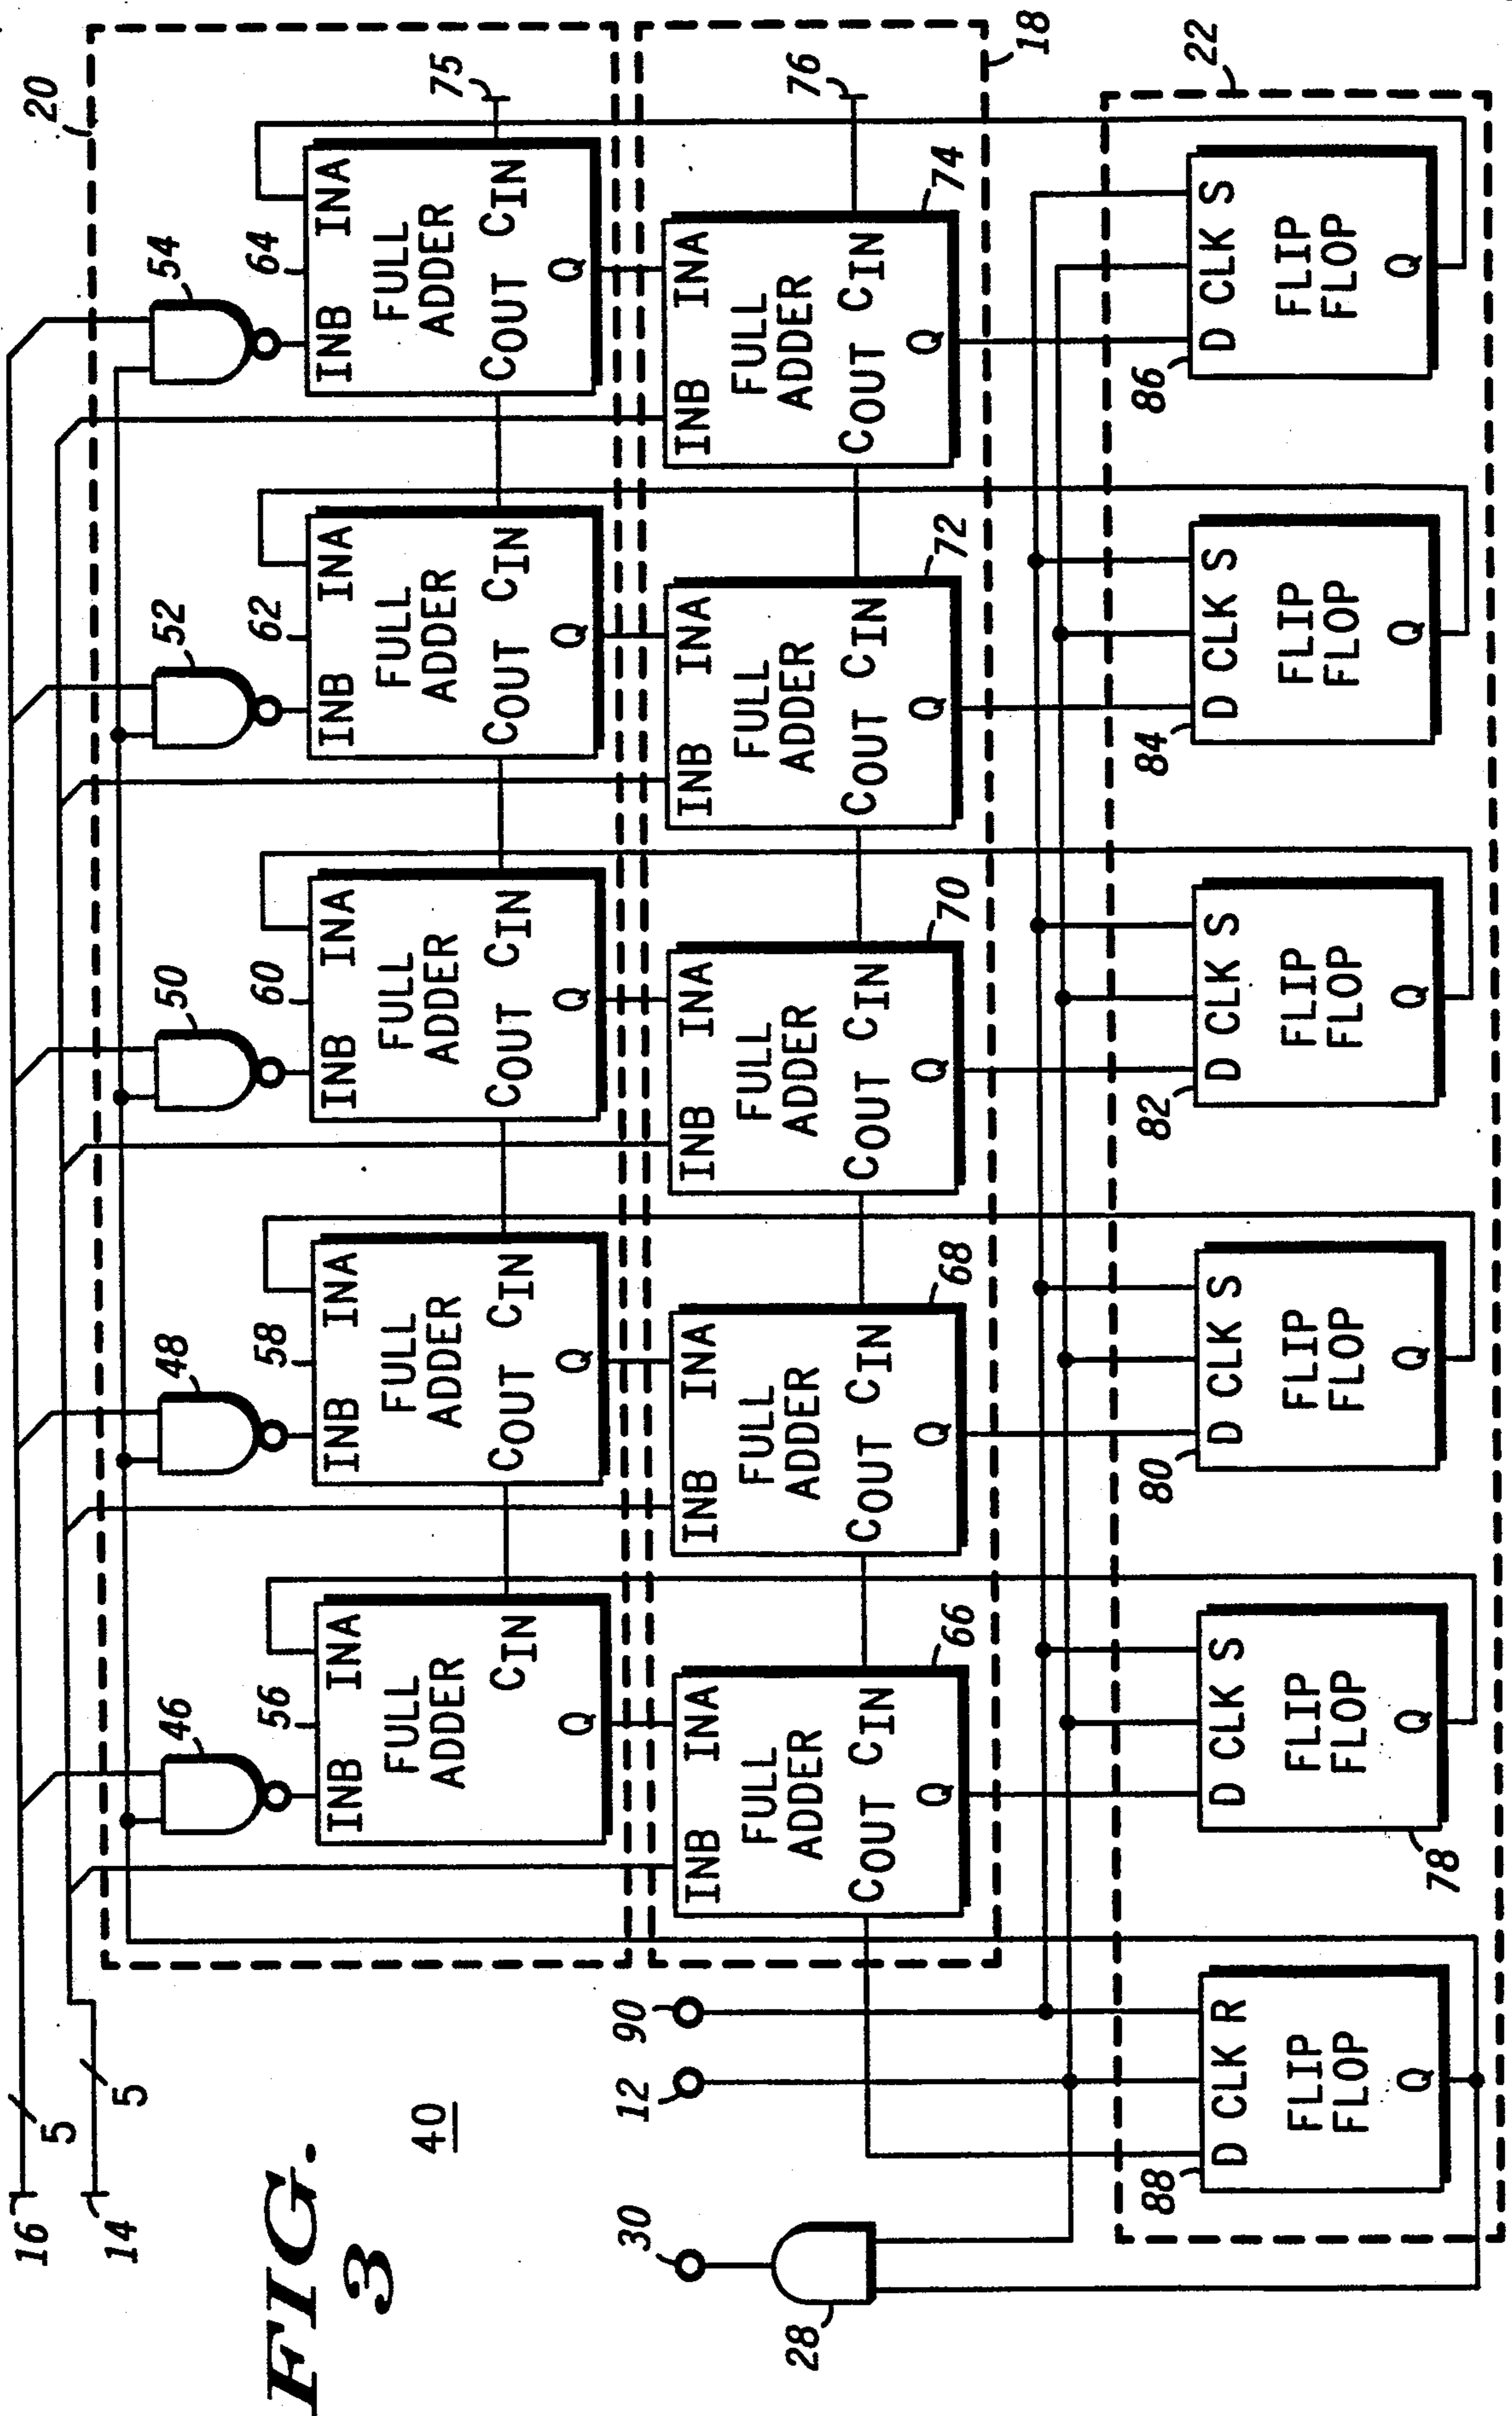 16 5 20
14 5
46 48 50 52 54
FIG. 3
40
56 58 60 62 64
INB INA INB INA INB INA INB INA INB INA
FULL ADDER FULL ADDER FULL ADDER FULL ADDER FULL ADDER
75
CIN COUT CIN COUT CIN COUT CIN COUT CIN
Q Q Q Q Q
30 12 90
INB INA INB INA INB INA INB INA INB INA
FULL ADDER FULL ADDER FULL ADDER FULL ADDER FULL ADDER
28
76
COUT CIN COUT CIN COUT CIN COUT CIN COUT CIN
Q Q Q Q Q
66 68 70 72 74
18
88 80 82 84 86
22
D CLK R D CLK S D CLK S D CLK S D CLK S D CLK S
FLIP FLOP FLIP FLOP FLIP FLOP FLIP FLOP FLIP FLOP FLIP FLOP
Q Q Q Q Q Q
78